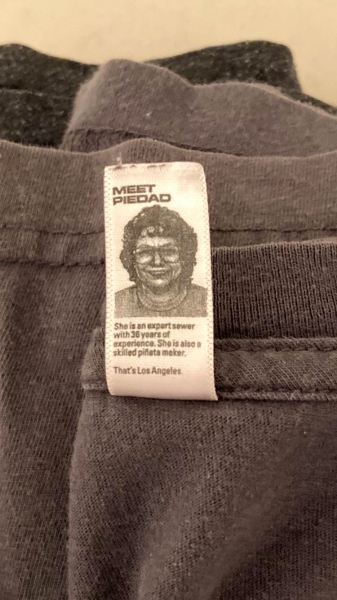 MEET
PIEDAD
She is an expert sewer
with 36 years of
experience. She is also a
skilled piñata maker.
That's Los Angeles.